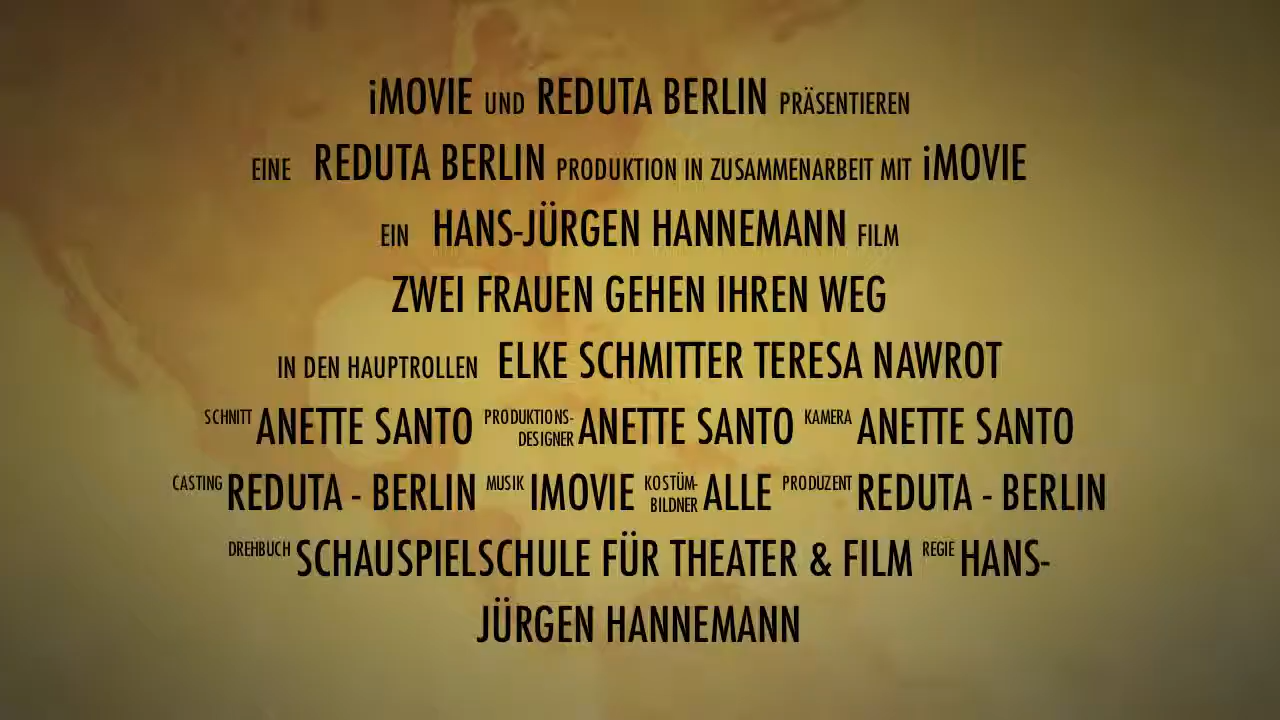 iMOVIE UND REDUTA BERLIN PRÄSENTIEREN
EINE REDUTA BERLIN PRODUKTION IN ZUSAMMENARBEIT MIT iMOVIE
EIN HANS-JÜRGEN HANNEMANN FILM
ZWEI FRAUEN GEHEN IHREN WEG
IN DEN HAUPTROLLEN ELKE SCHMITTER TERESA NAWROT
SCHNITT ANETTE SANTO PRODUKTIONS-DESIGNER ANETTE SANTO KAMERA ANETTE SANTO
CASTING REDUTA - BERLIN MUSIK IMOVIE KOSTÜM-BILDNER ALLE PRODUZENT REDUTA - BERLIN
DREHBUCH SCHAUSPIELSCHULE FÜR THEATER & FILM REGIE HANS-
JÜRGEN HANNEMANN